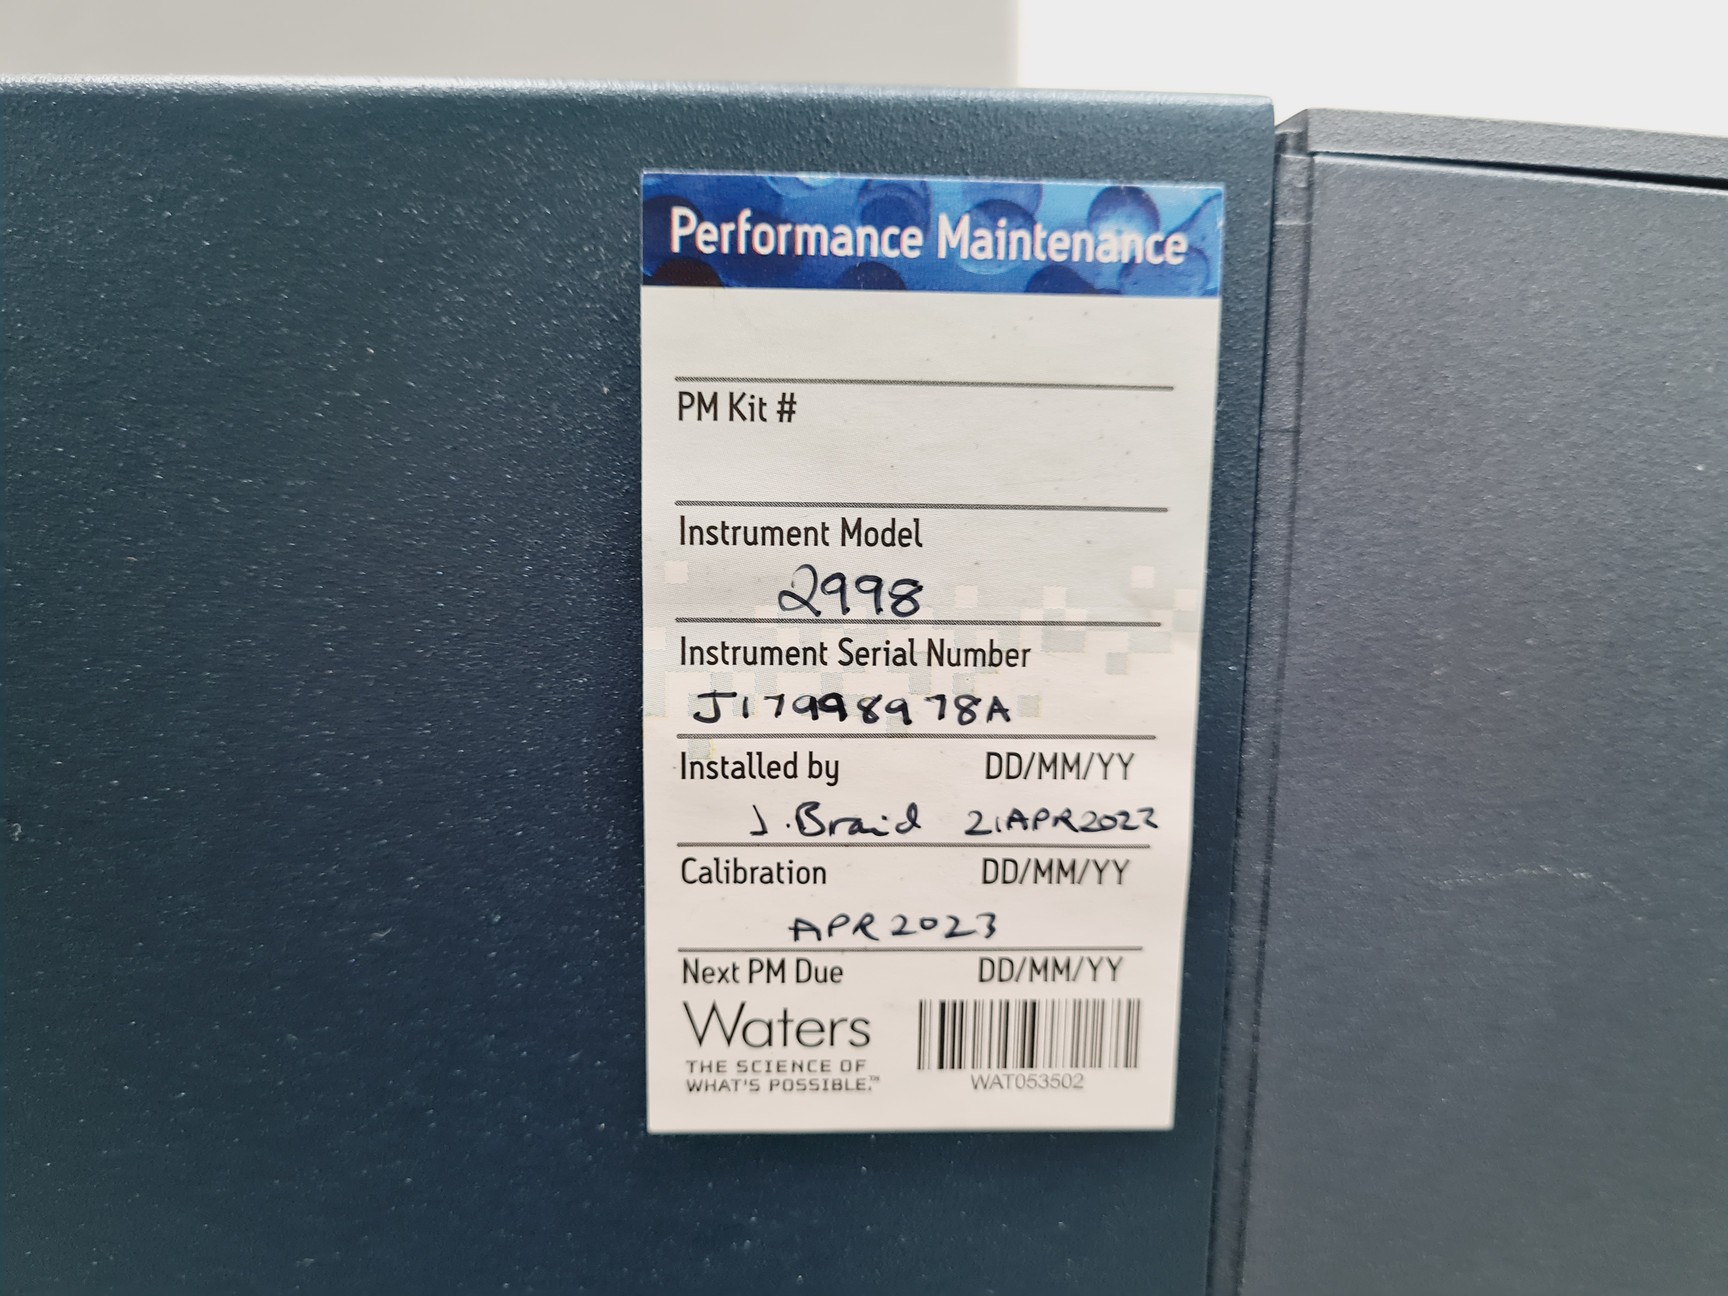 Performance Maintenance
PM Kit #
Instrument Model
2998
Instrument Serial Number
J17998978A
Installed by DD/MM/YY
J. Braid 21APR2022
Calibration DD/MM/YY
APR2023
Next PM Due DD/MM/YY
Waters
THE SCIENCE OF
WHAT'S POSSIBLE.™
WAT053502